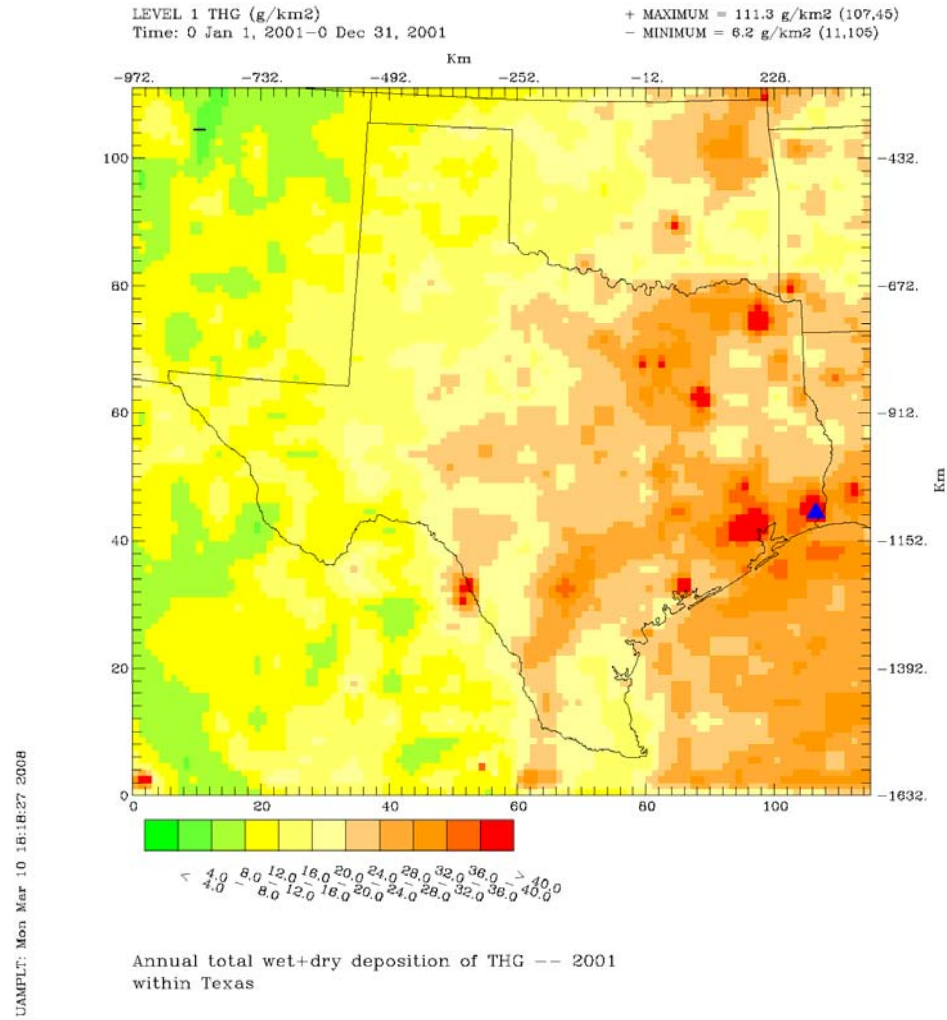 LEVEL 1 THG (g/km2)
Time: 0 Jan 1, 2001-0 Dec 31, 2001
+ MAXIMUM = 111.3 g/km2 (107,45)
- MINIMUM = 6.2 g/km2 (11,105)
Km
-972. -732. -492. -252. -12. 228.
100
80
60
40
20
0
-432.
-672.
-912.
-1152.
-1392.
-1632.
Km
0 20 40 60 80 100
< 4.0
4.0 - 8.0
8.0 - 12.0
12.0 - 16.0
16.0 - 20.0
20.0 - 24.0
24.0 - 28.0
28.0 - 32.0
32.0 - 36.0
36.0 - 40.0
> 40.0
UAMPLT: Mon Mar 10 18:18:27 2008
Annual total wet+dry deposition of THG -- 2001
within Texas